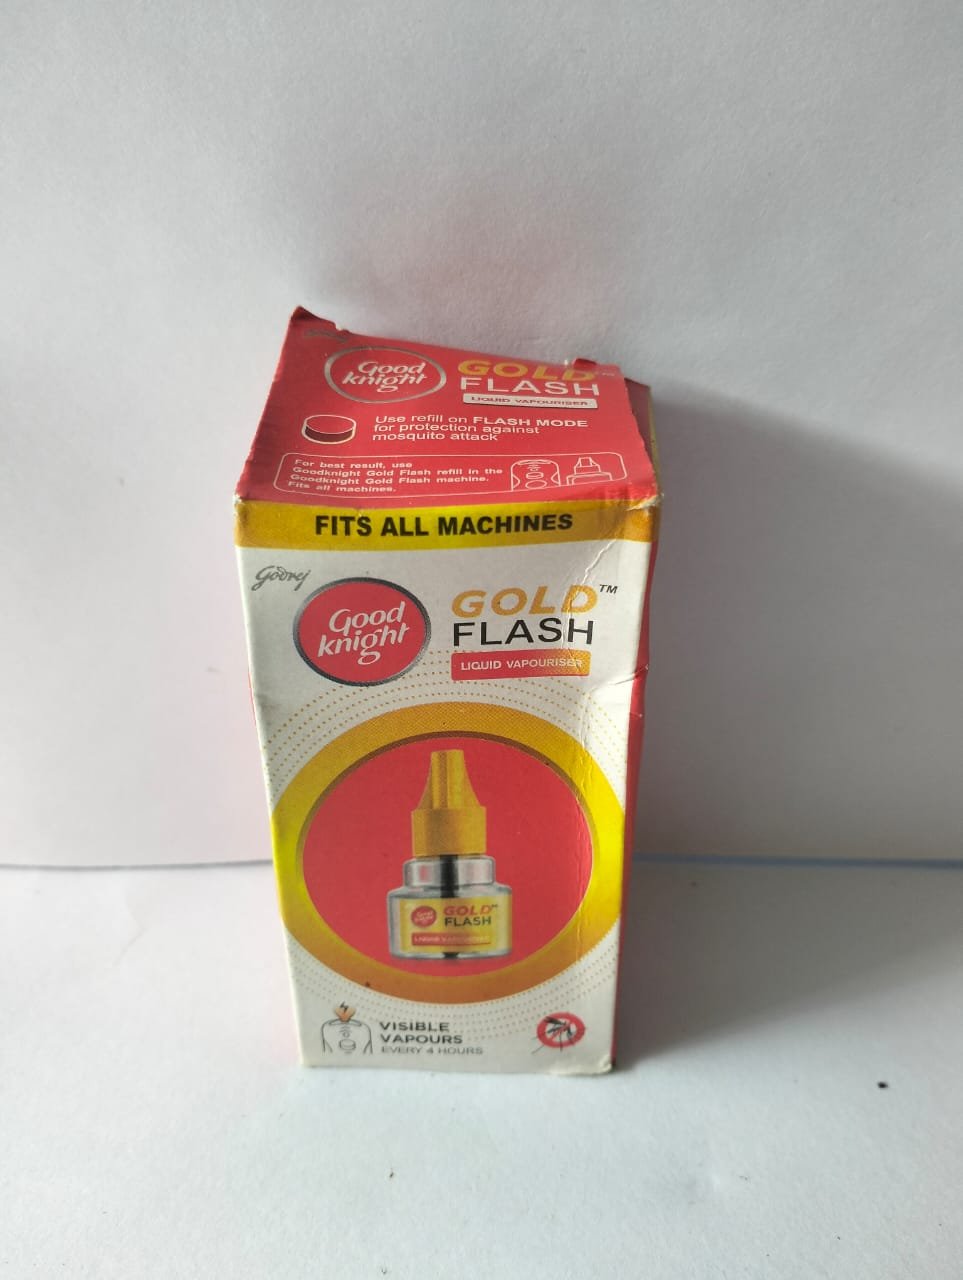 Good
knight
GOLD
FLASH
LIQUID VAPOURISER
Use refill on FLASH MODE
for protection against
mosquito attack
For best result, use
Goodknight Gold Flash refill in the
Goodknight Gold Flash machine.
Fits all machines.
FITS ALL MACHINES
Godrej
Good
knight
GOLD™
FLASH
LIQUID VAPOURISER
Good
knight
GOLD™
FLASH
LIQUID VAPOURISER
VISIBLE
VAPOURS
EVERY 4 HOURS